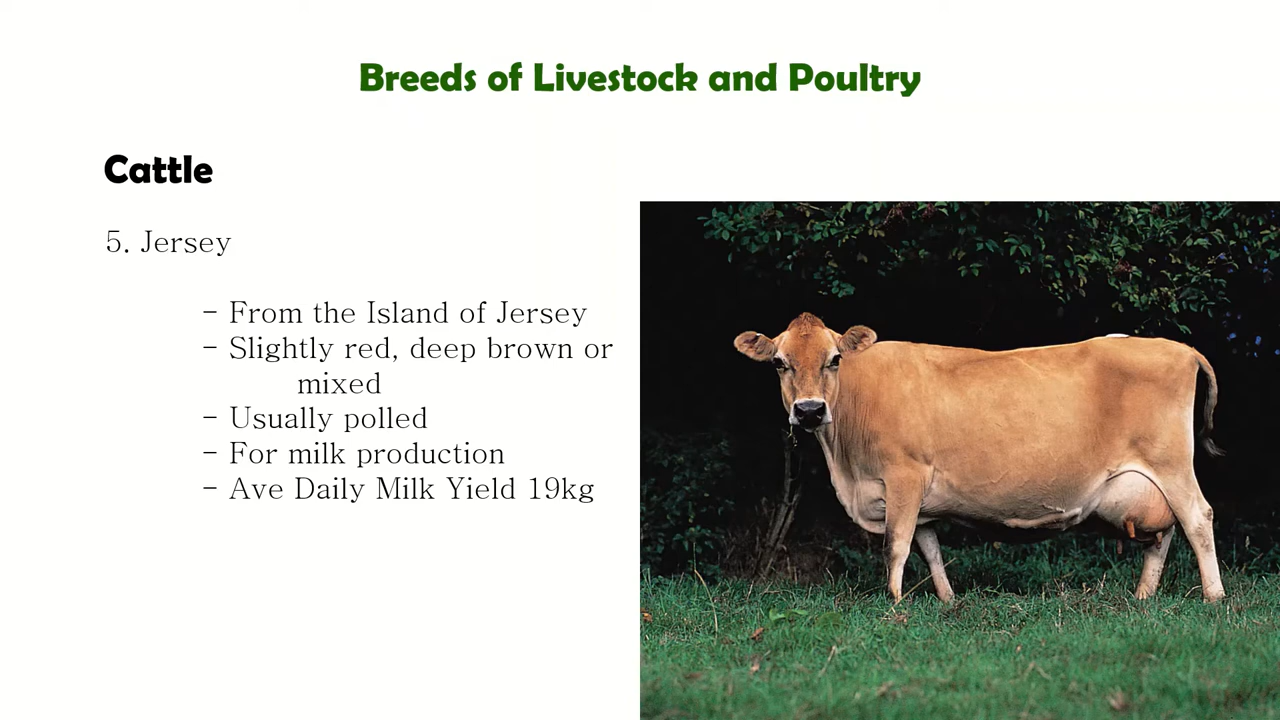 Breeds of Livestock and Poultry
Cattle
5. Jersey
- From the Island of Jersey
- Slightly red, deep brown or
mixed
- Usually polled
- For milk production
- Ave Daily Milk Yield 19kg